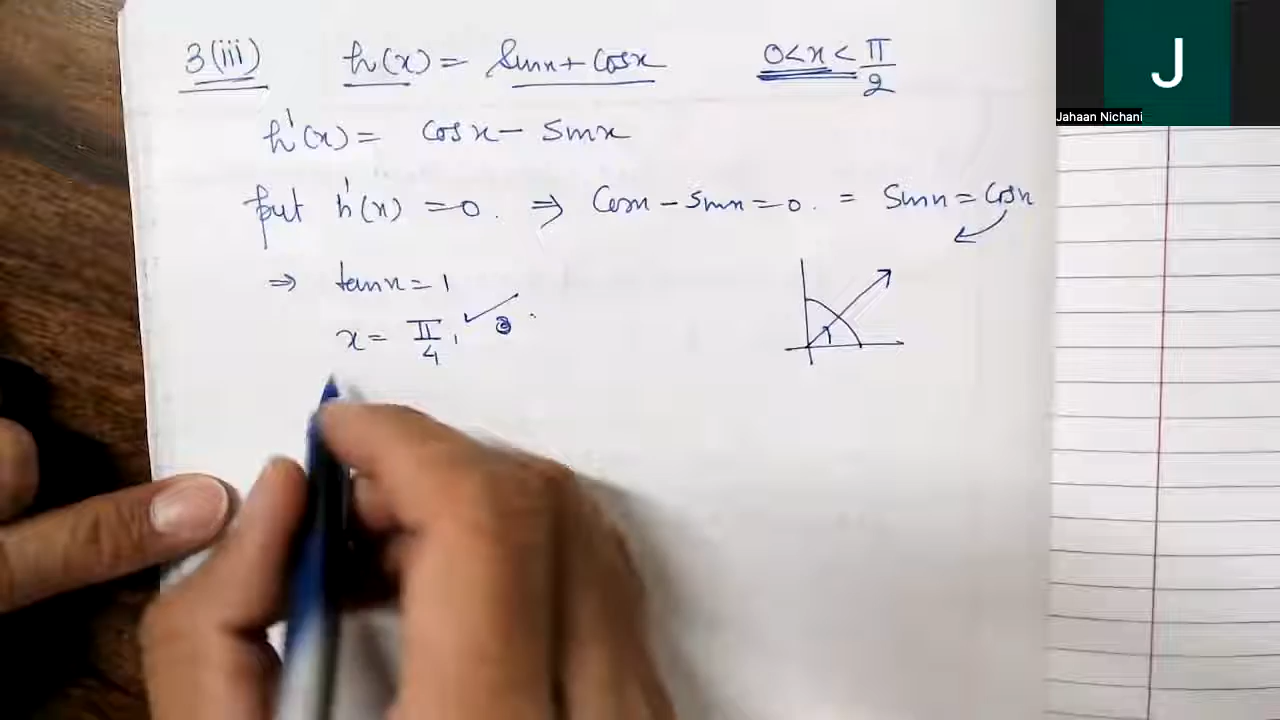 3(iii) h(x) = Sinx + Cosx 0<x<π/2
h'(x) = Cosx - Sinx
Put h'(x) = 0. ⇒ Cosx - Sinx = 0. = Sinx = Cosx
⇒ tanx = 1
x = π/4,
J
Jahaan Nichani